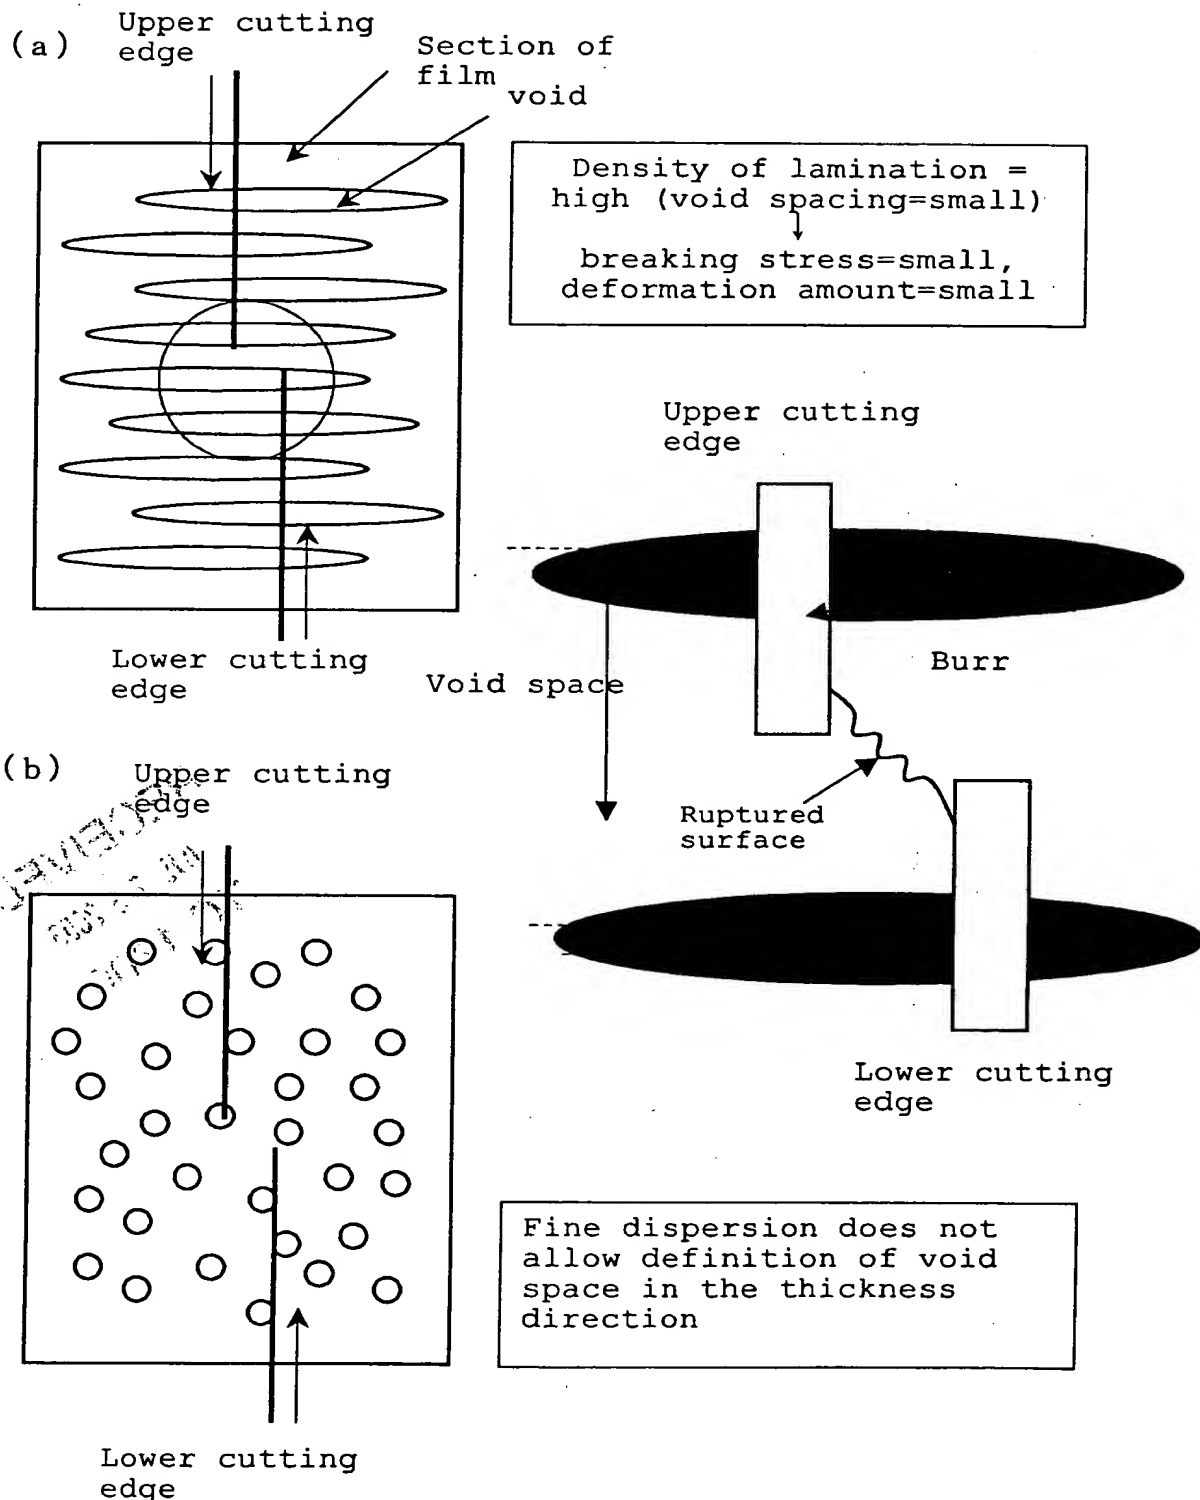 (a)
Upper cutting
edge
Section of
film
void
Density of lamination =
high (void spacing=small)
breaking stress=small,
deformation amount=small
Upper cutting
edge
Lower cutting
edge
Void space
Burr
Ruptured
surface
Lower cutting
edge
(b)
Upper cutting
edge
Fine dispersion does not
allow definition of void
space in the thickness
direction
Lower cutting
edge